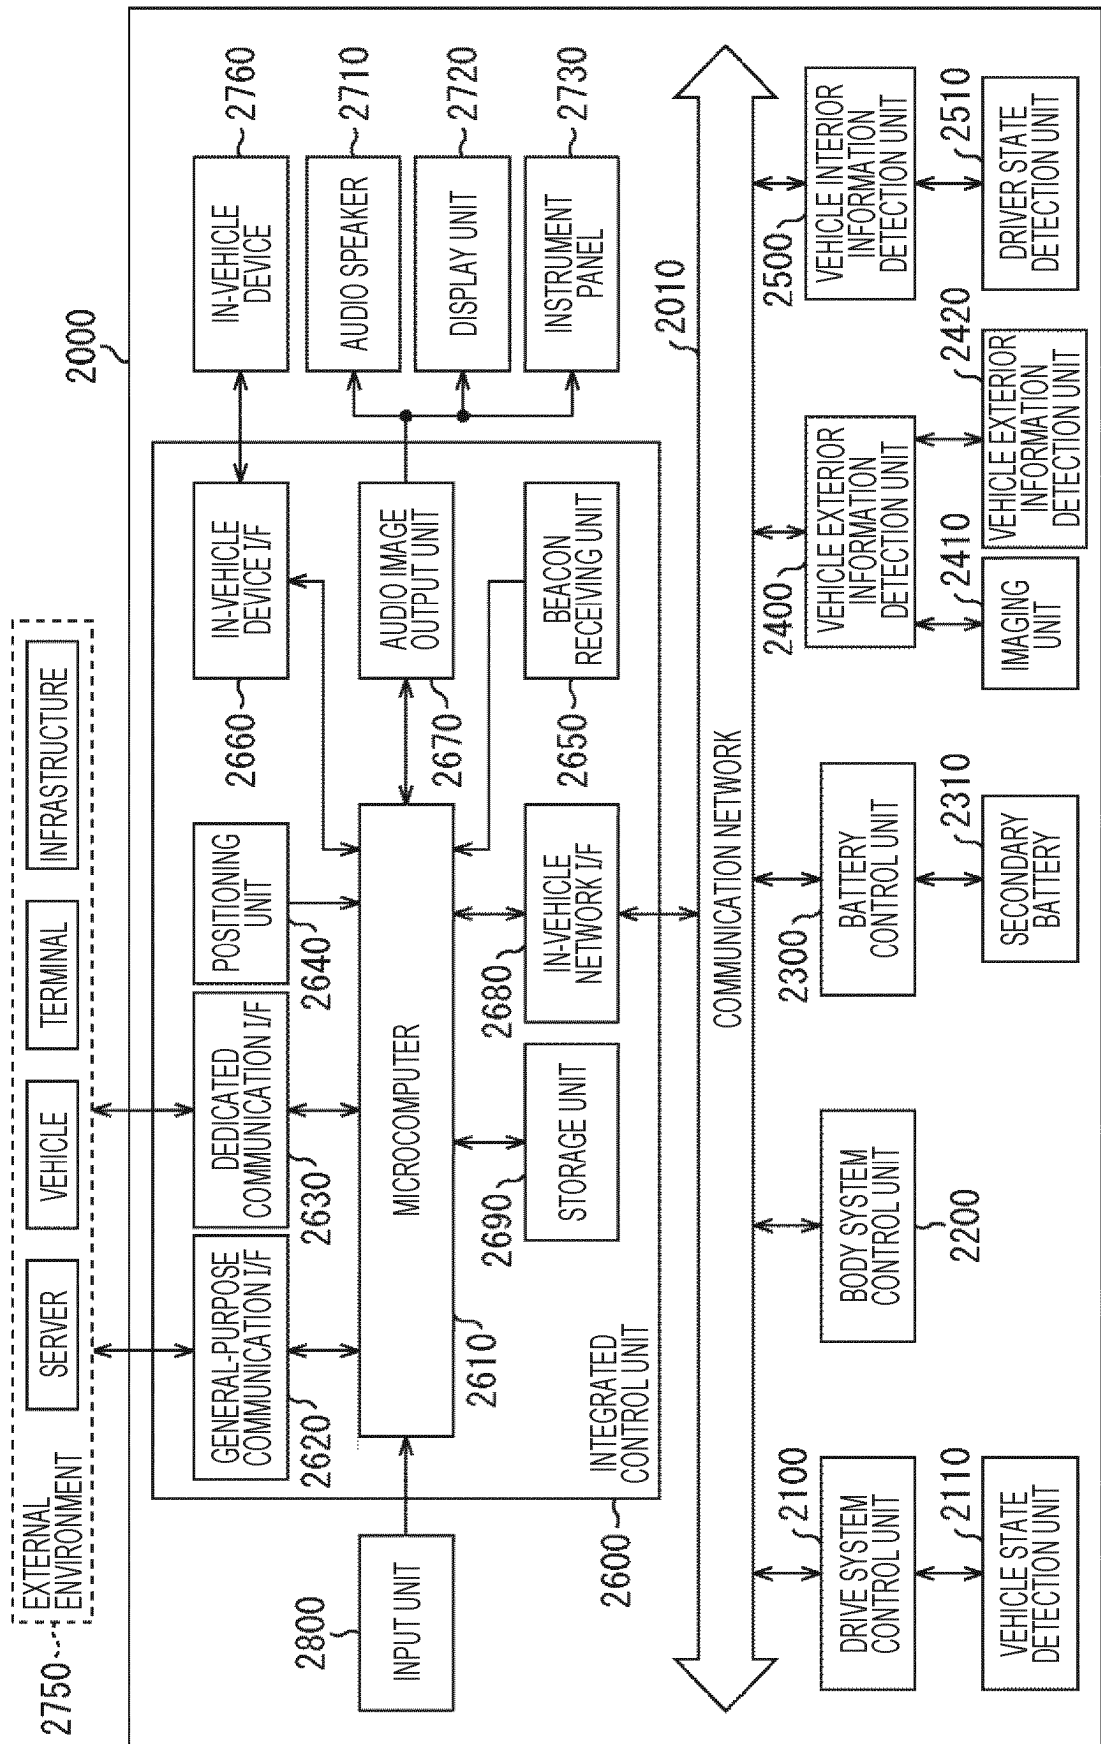 2750
EXTERNAL
ENVIRONMENT
SERVER
VEHICLE
TERMINAL
INFRASTRUCTURE
2000
2800
INPUT UNIT
2600
INTEGRATED
CONTROL UNIT
GENERAL-PURPOSE
COMMUNICATION I/F
2620
DEDICATED
COMMUNICATION I/F
2630
POSITIONING
UNIT
2640
IN-VEHICLE
DEVICE I/F
2660
IN-VEHICLE
DEVICE
2760
MICROCOMPUTER
2610
AUDIO IMAGE
OUTPUT UNIT
2670
AUDIO SPEAKER
2710
DISPLAY UNIT
2720
INSTRUMENT
PANEL
2730
STORAGE UNIT
2690
IN-VEHICLE
NETWORK I/F
2680
BEACON
RECEIVING UNIT
2650
COMMUNICATION NETWORK
2010
DRIVE SYSTEM
CONTROL UNIT
2100
VEHICLE STATE
DETECTION UNIT
2110
BODY SYSTEM
CONTROL UNIT
2200
BATTERY
CONTROL UNIT
2300
SECONDARY
BATTERY
2310
VEHICLE EXTERIOR
INFORMATION
DETECTION UNIT
2400
IMAGING
UNIT
2410
VEHICLE EXTERIOR
INFORMATION
DETECTION UNIT
2420
VEHICLE INTERIOR
INFORMATION
DETECTION UNIT
2500
DRIVER STATE
DETECTION UNIT
2510